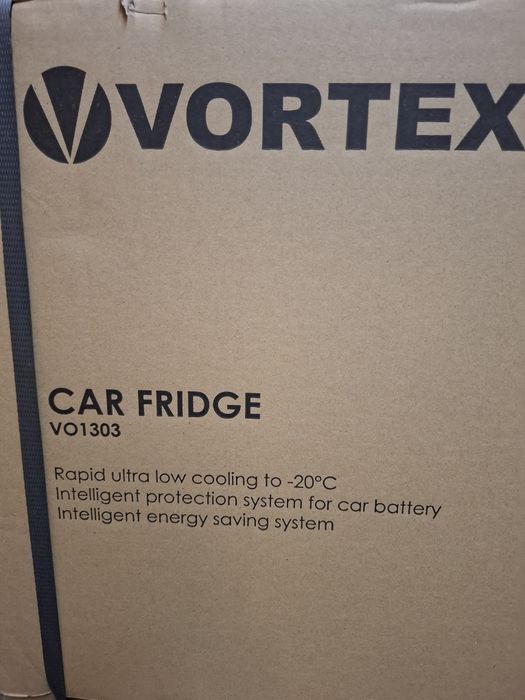 VORTEX
CAR FRIDGE
VO1303
Rapid ultra low cooling to -20°C
Intelligent protection system for car battery
Intelligent energy saving system